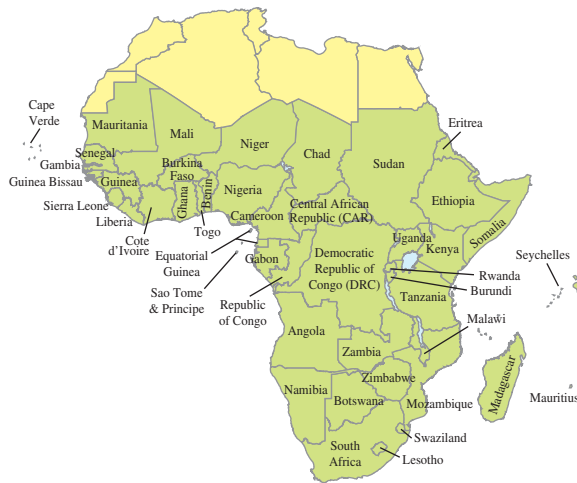 Cape
Verde
Mauritania
Mali
Niger
Chad
Sudan
Eritrea
Senegal
Gambia
Guinea Bissau
Guinea
Sierra Leone
Liberia
Cote
d'Ivoire
Burkina
Faso
Ghana
Togo
Benin
Nigeria
Cameroon
Central African
Republic (CAR)
Ethiopia
Somalia
Equatorial
Guinea
Sao Tome
& Principe
Gabon
Republic
of Congo
Democratic
Republic of
Congo (DRC)
Uganda
Kenya
Rwanda
Burundi
Seychelles
Tanzania
Malaŵi
Angola
Zambia
Zimbabwe
Mozambique
Madagascar
Mauritius
Namibia
Botswana
Swaziland
South
Africa
Lesotho